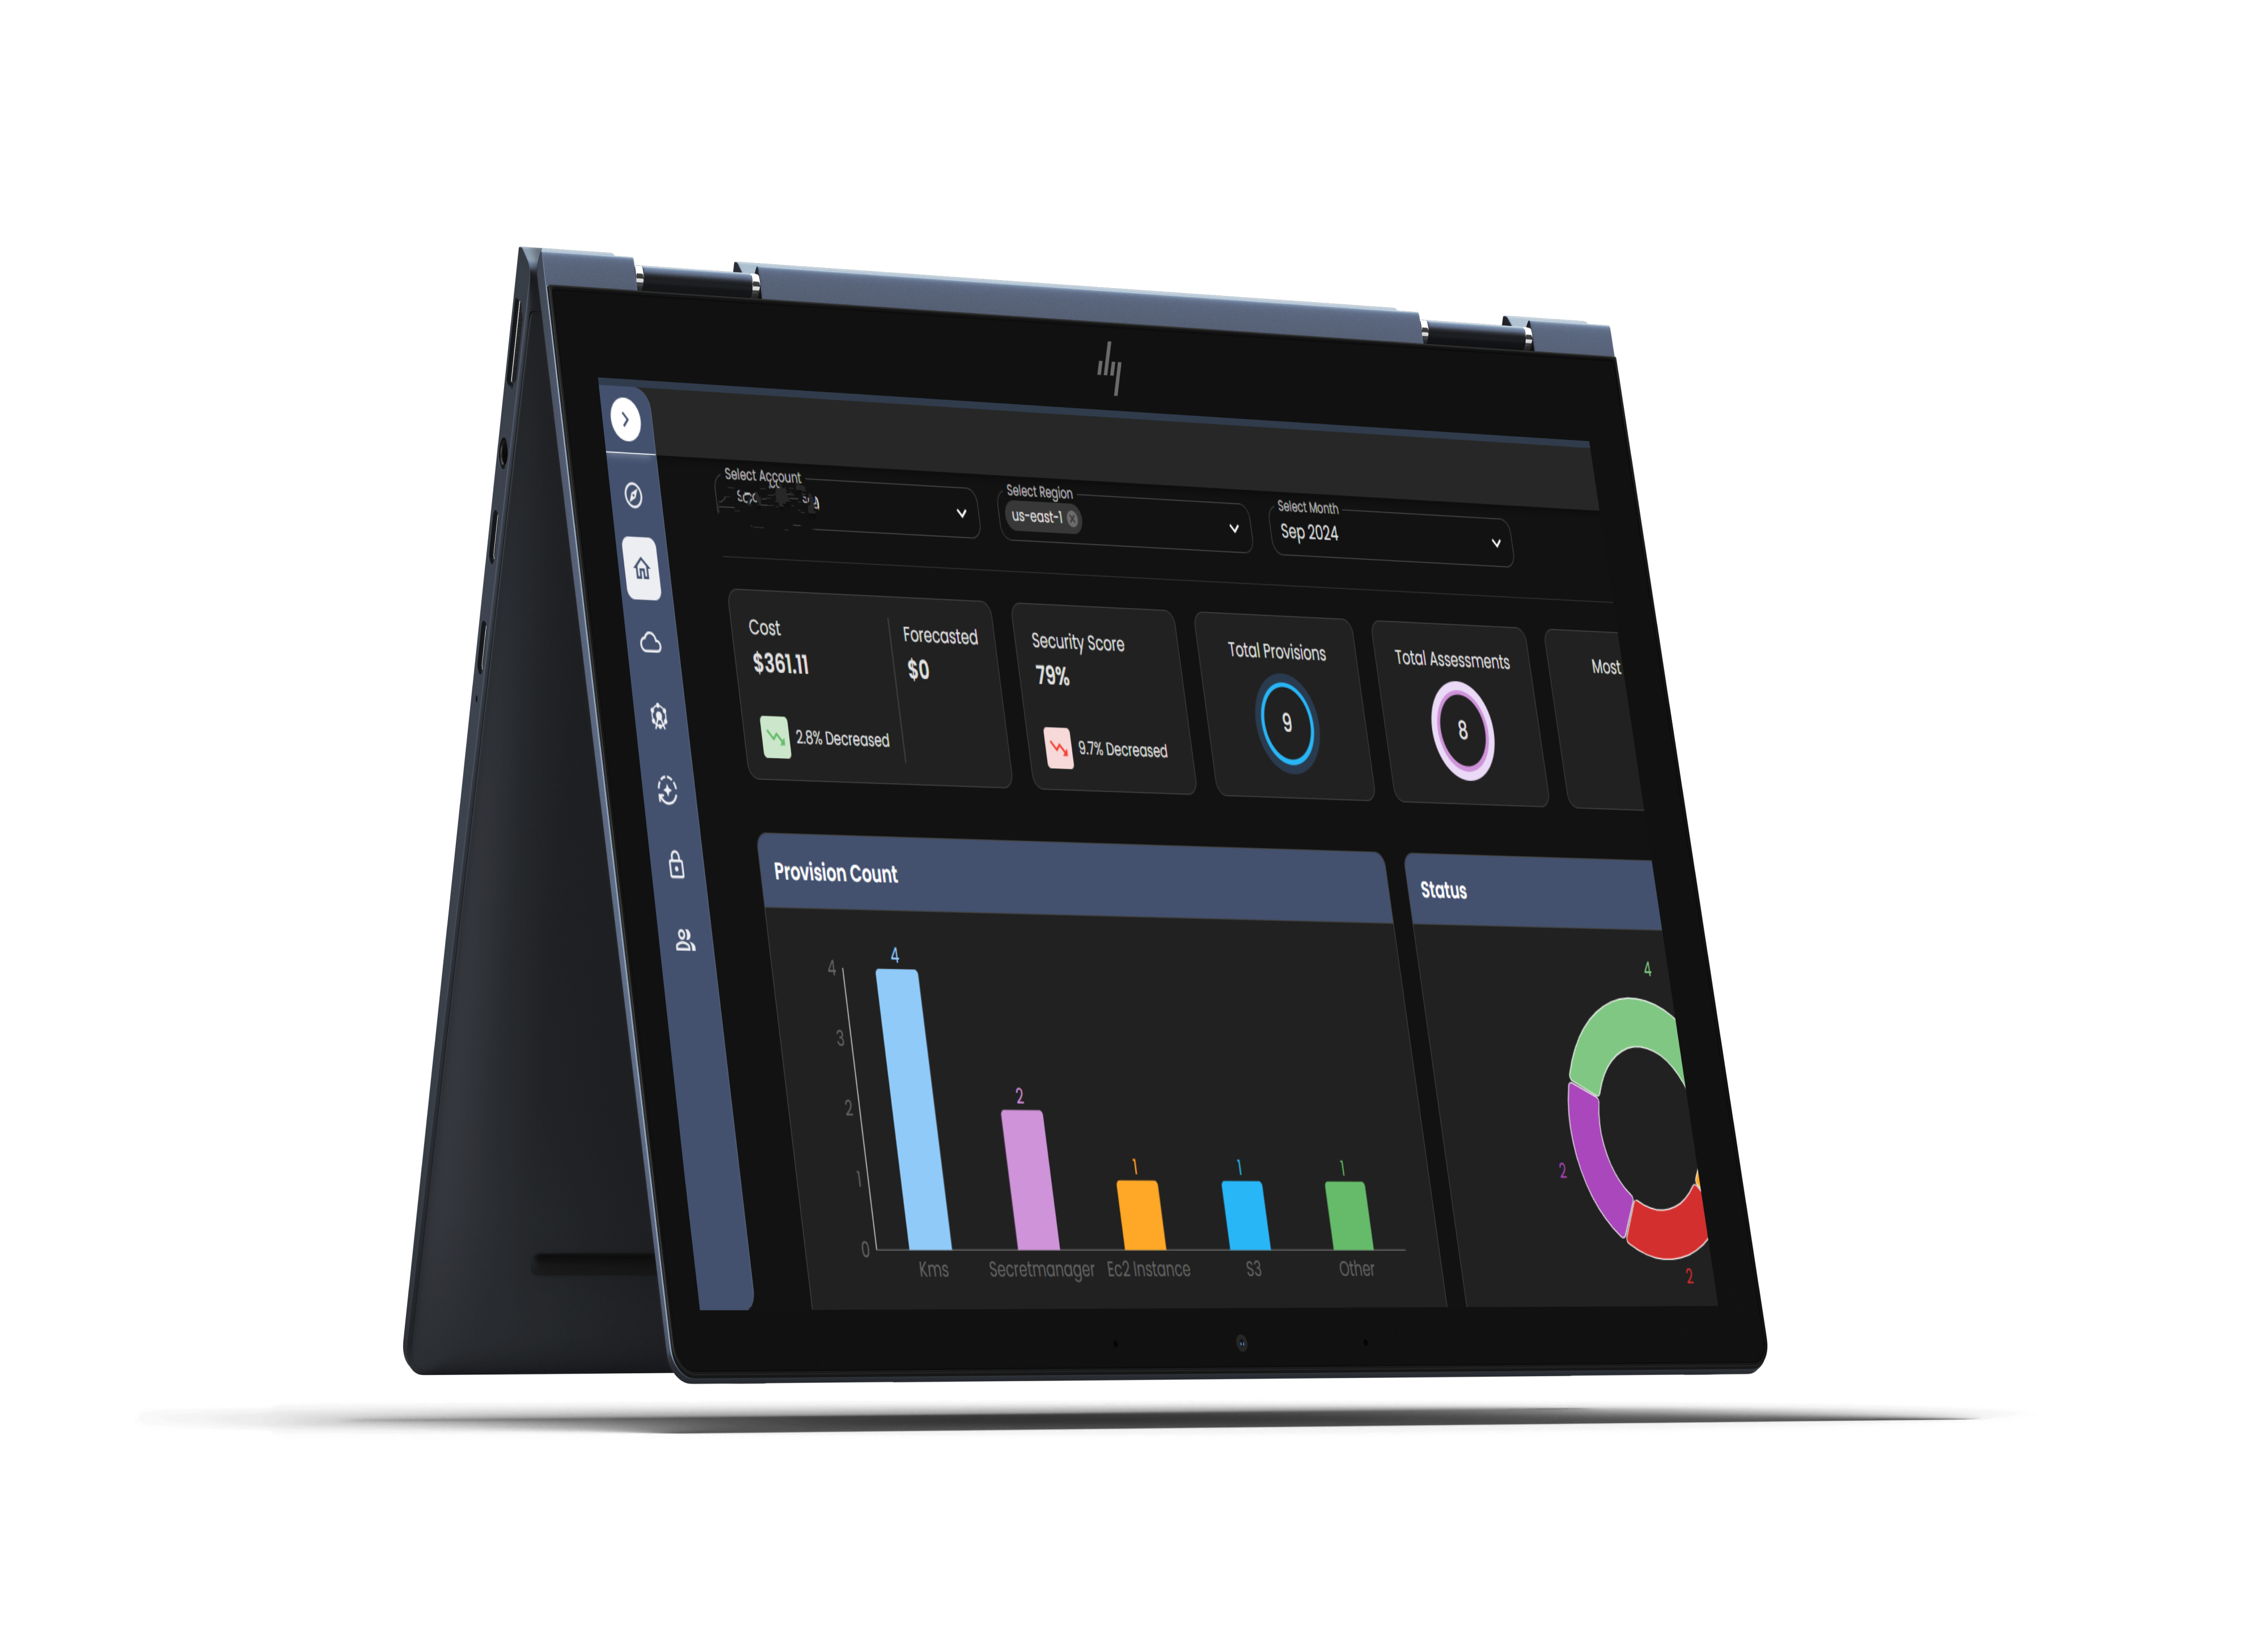 Select Account
Select Region
us-east-1
Select Month
Sep 2024
Cost
$361.11
2.8% Decreased
Forecasted
$0
Security Score
79%
9.7% Decreased
Total Provisions
9
Total Assessments
8
Most
Provision Count
4
3
2
1
0
4
2
1
1
1
Kms
Secretmanager
Ec2 Instance
S3
Other
Status
4
2
2